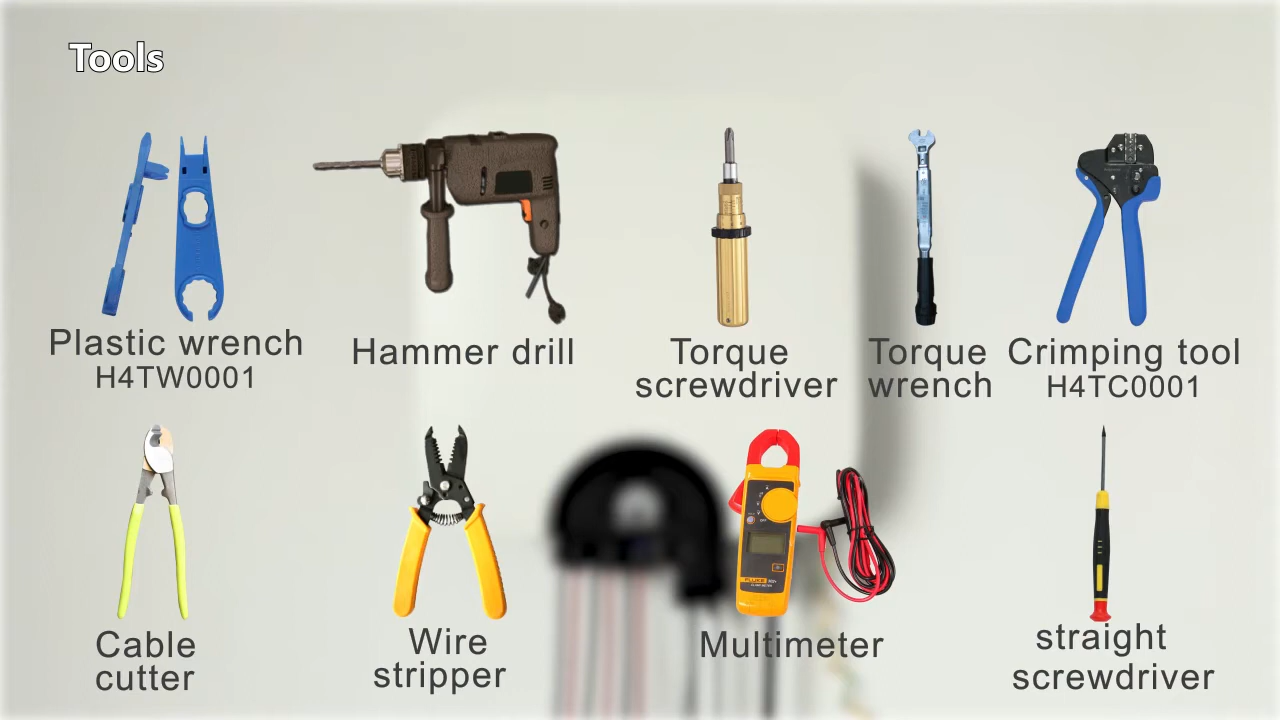 Tools
Plastic wrench
H4TW0001
Hammer drill
Torque
screwdriver
Torque
wrench
Crimping tool
H4TC0001
Cable
cutter
Wire
stripper
FLUKE
Multimeter
straight
screwdriver